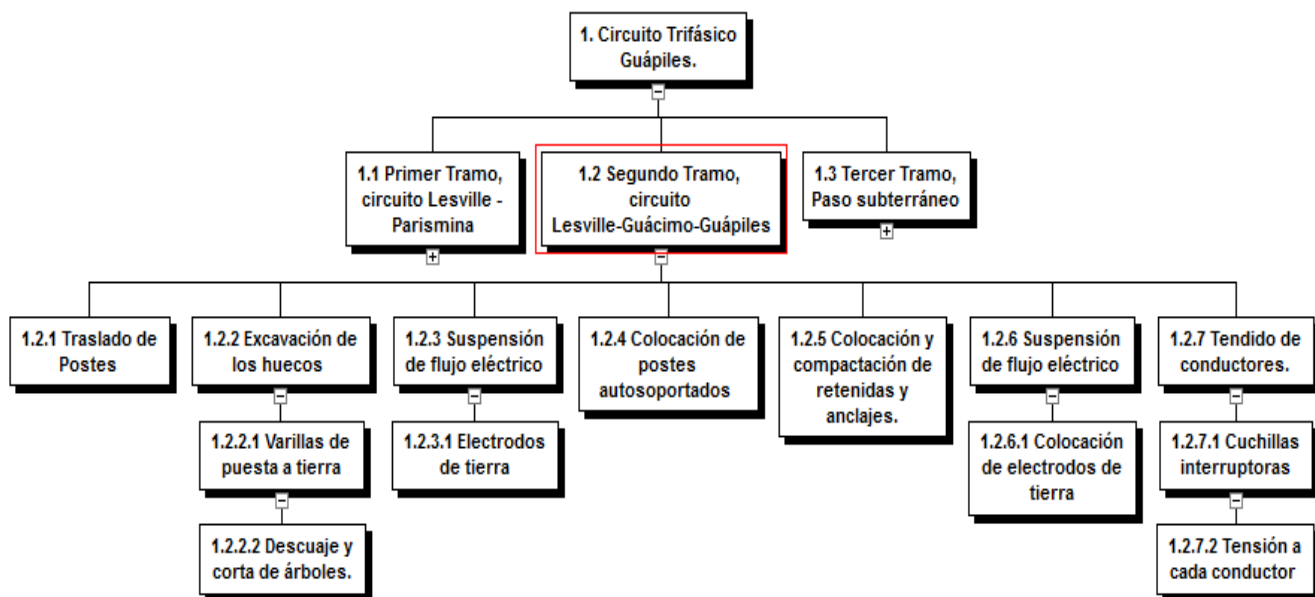 1. Circuito Trifásico
Guápiles.
1.1 Primer Tramo,
circuito Lesville -
Parismina
1.2 Segundo Tramo,
circuito
Lesville-Guácimo-Guápiles
1.3 Tercer Tramo,
Paso subterráneo
1.2.1 Traslado de
Postes
1.2.2 Excavación de
los huecos
1.2.3 Suspensión
de flujo eléctrico
1.2.4 Colocación de
postes
autosoportados
1.2.5 Colocación y
compactación de
retenidas y
anclajes.
1.2.6 Suspensión
de flujo eléctrico
1.2.7 Tendido de
conductores.
1.2.2.1 Varillas de
puesta a tierra
1.2.3.1 Electrodos
de tierra
1.2.6.1 Colocación
de electrodos de
tierra
1.2.7.1 Cuchillas
interruptoras
1.2.2.2 Descuaje y
corta de árboles.
1.2.7.2 Tensión a
cada conductor